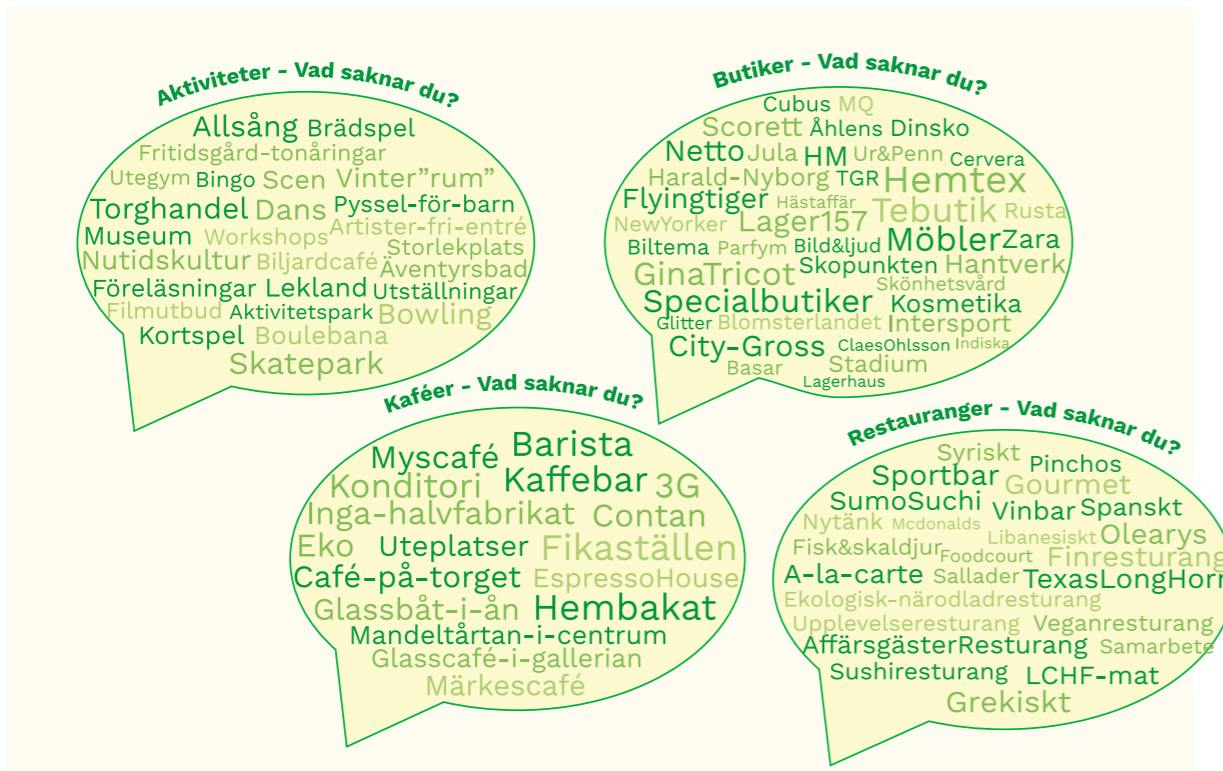 Aktiviteter - Vad saknar du?
Allsång Brädspel
Fritidsgård-tonåringar
Utegym Bingo Scen Vinter”rum”
Torghandel Dans Pyssel-för-barn
Museum Workshops Artister-fri-entré
Storlekplats
Nutidskultur Biljardcafé Äventyrsbad
Föreläsningar Lekland Utställningar
Filmutbud Aktivitetspark Bowling
Kortspel Boulebana
Skatepark
Butiker - Vad saknar du?
Cubus MQ
Scorett Åhlens Dinsko
Netto Jula HM Ur&Penn Cervera
Harald-Nyborg TGR Hemtex
Flyingtiger Hästaffär Tebutik Rusta
NewYorker Lager157
Biltema Parfym Bild&ljud Möbler Zara
GinaTricot Skopunkten Hantverk
Skönhetsvård
Specialbutiker Kosmetika
Glitter Blomsterlandet Intersport
City-Gross ClaesOhlsson Indiska
Basar Stadium
Lagerhaus
Kaféer - Vad saknar du?
Myscafé Barista
Konditori Kaffebar 3G
Inga-halvfabrikat Contan
Eko Uteplatser Fikaställen
Café-på-torget EspressoHouse
Glassbåt-i-ån Hembakat
Mandeltårtan-i-centrum
Glasscafé-i-gallerian
Märkescafé
Restauranger - Vad saknar du?
Syriskt Pinchos
Sportbar Gourmet
SumoSuchi Vinbar Spanskt
Nytänk Mcdonalds Libanesiskt Olearys
Fisk&skaldjur Foodcourt Finresturang
A-la-carte Sallader TexasLongHorn
Ekologisk-närodladresturang
Upplevelseresturang Veganresturang
AffärsgästerResturang Samarbete
Sushiresturang LCHF-mat
Grekiskt